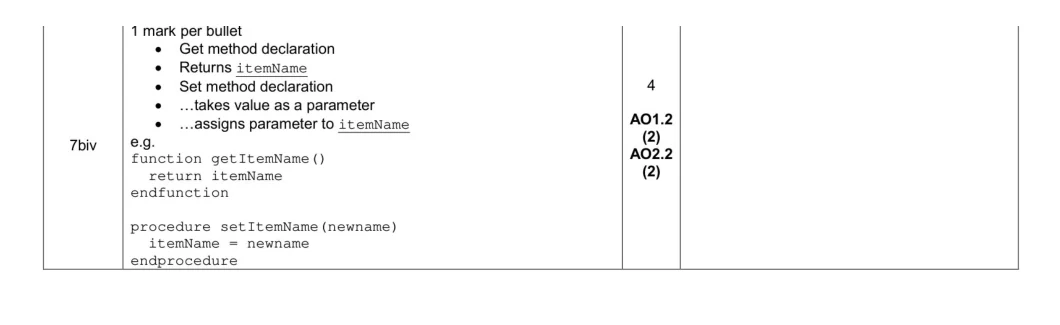 1 mark per bullet
• Get method declaration
• Returns itemName
• Set method declaration
• …takes value as a parameter
• …assigns parameter to itemName
e.g.
function getItemName()
return itemName
endfunction
procedure setItemName(newname)
itemName = newname
endprocedure
7biv
4
AO1.2
(2)
AO2.2
(2)